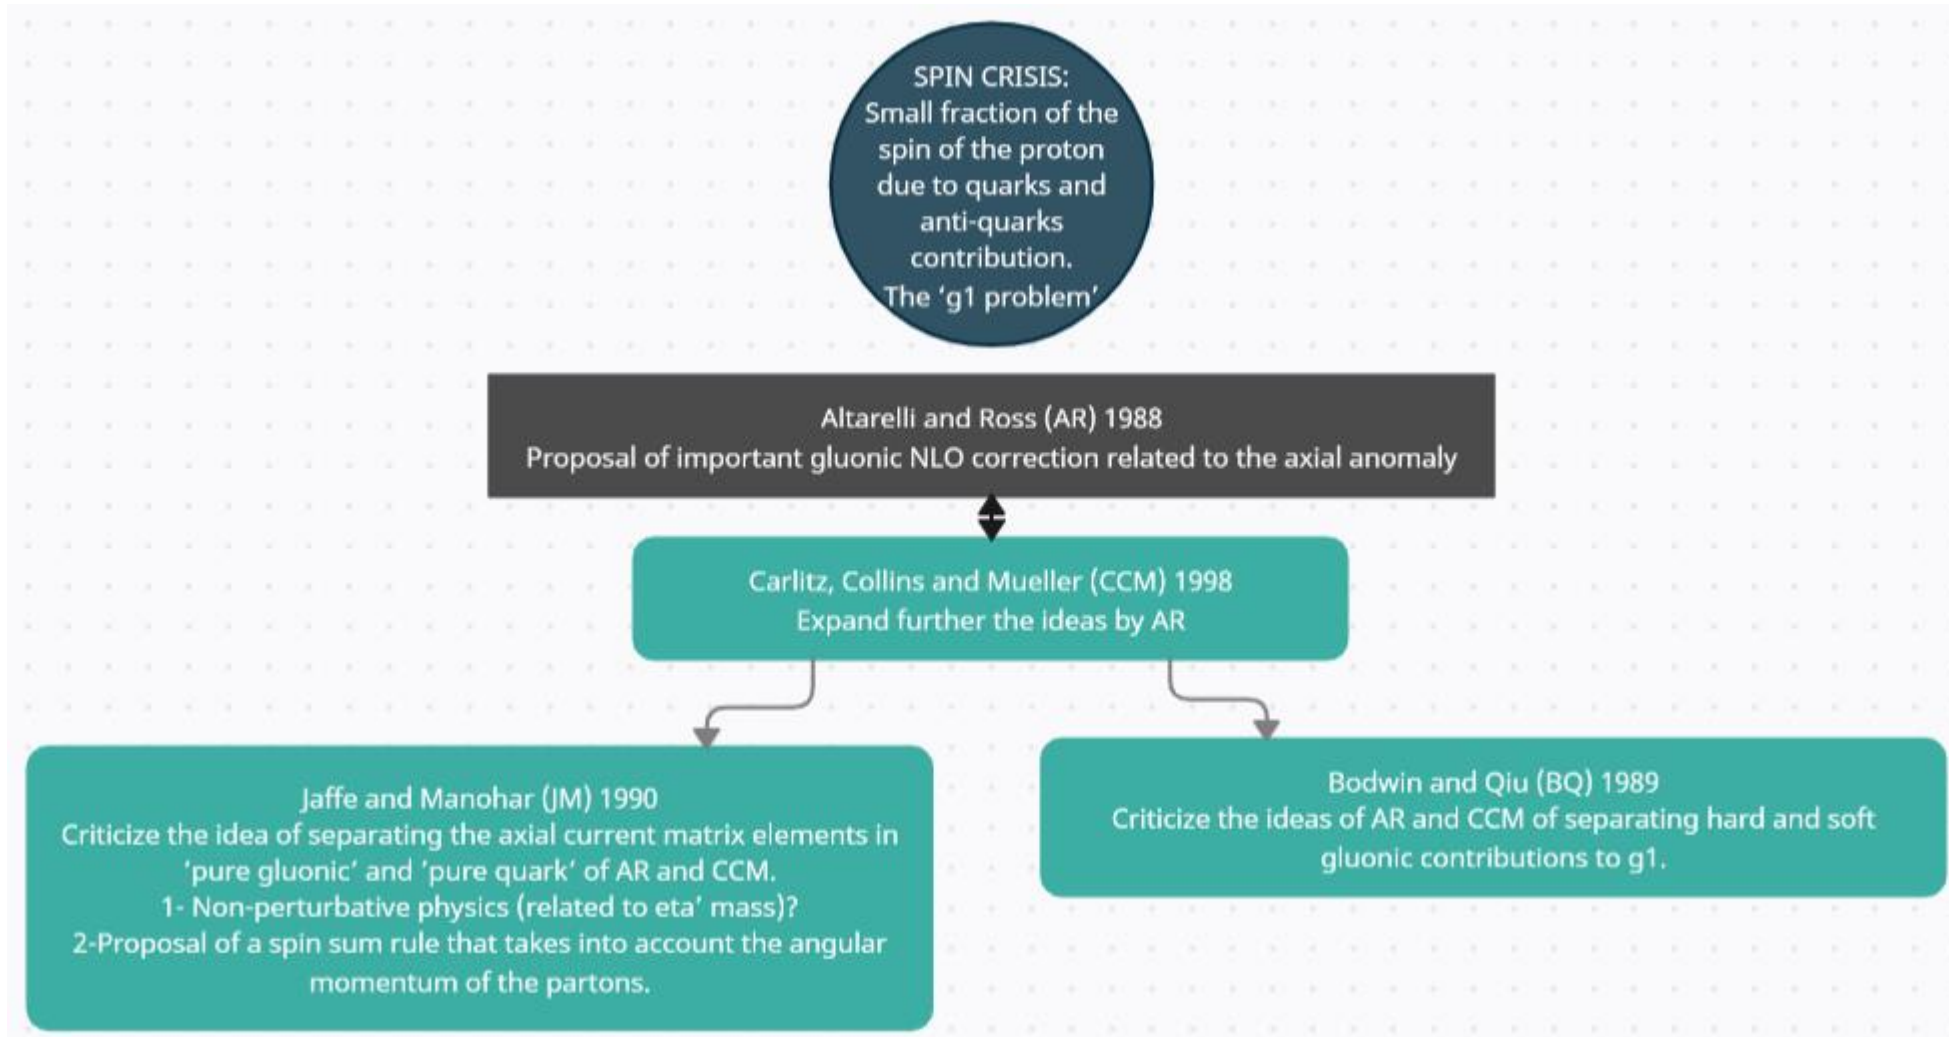 SPIN CRISIS:
Small fraction of the
spin of the proton
due to quarks and
anti-quarks
contribution.
The ‘g1 problem’
Altarelli and Ross (AR) 1988
Proposal of important gluonic NLO correction related to the axial anomaly
Carlitz, Collins and Mueller (CCM) 1998
Expand further the ideas by AR
Jaffe and Manohar (JM) 1990
Criticize the idea of separating the axial current matrix elements in
‘pure gluonic’ and ‘pure quark’ of AR and CCM.
1- Non-perturbative physics (related to eta’ mass)?
2-Proposal of a spin sum rule that takes into account the angular
momentum of the partons.
Bodwin and Qiu (BQ) 1989
Criticize the ideas of AR and CCM of separating hard and soft
gluonic contributions to g1.